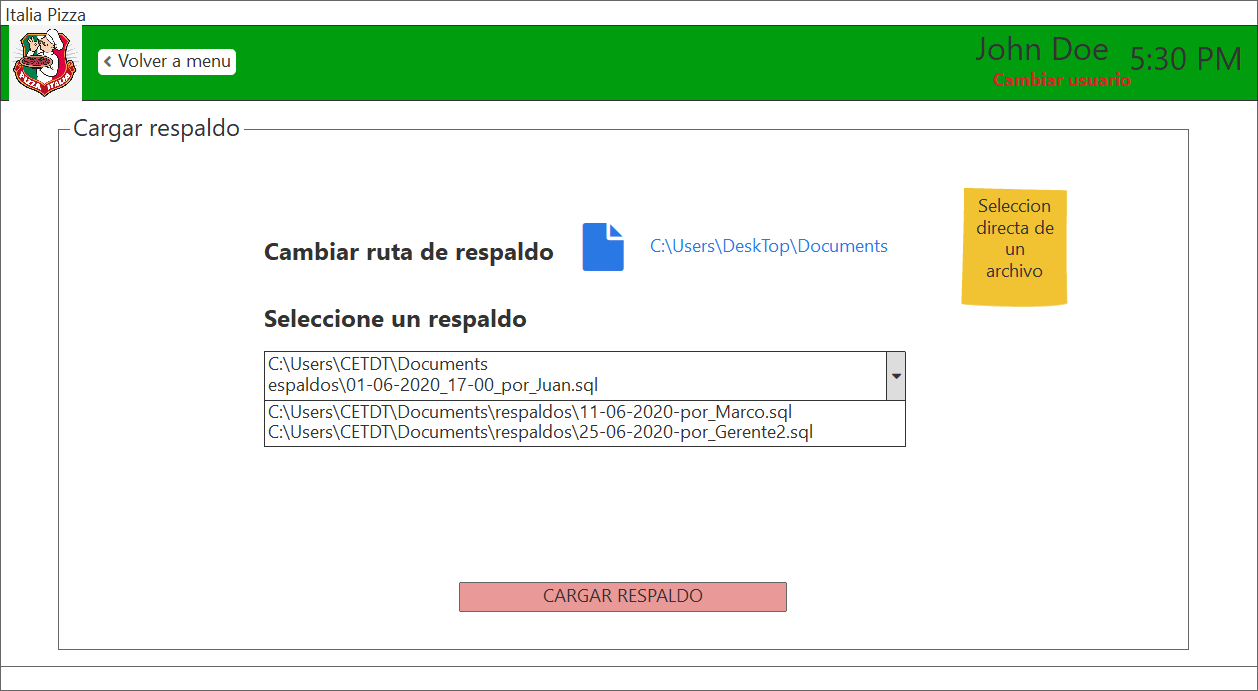 Italia Pizza
Volver a menu
John Doe
5:30 PM
Cambiar usuario
Cargar respaldo
Seleccion
directa de
un
archivo
Cambiar ruta de respaldo
C:\Users\DeskTop\Documents
Seleccione un respaldo
C:\Users\CETDT\Documents
espaldos\01-06-2020_17-00_por_Juan.sql
C:\Users\CETDT\Documents\respaldos\11-06-2020-por_Marco.sql
C:\Users\CETDT\Documents\respaldos\25-06-2020-por_Gerente2.sql
CARGAR RESPALDO